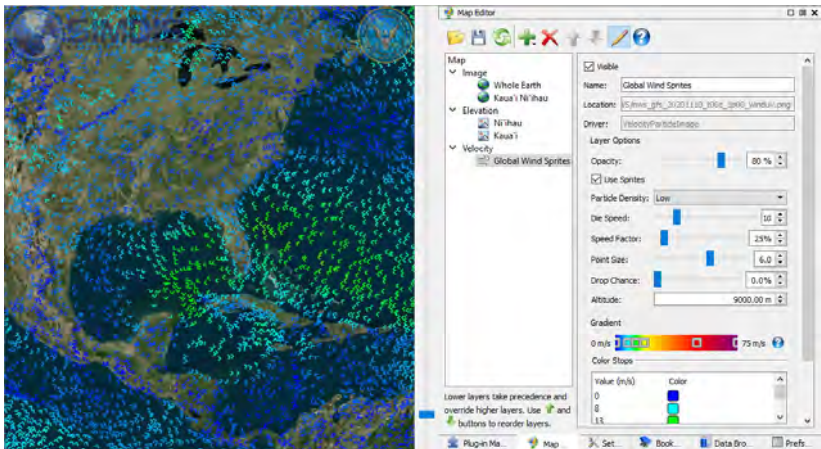 SIMDIS
Map Editor
Map
Image
Whole Earth
Kaua'i Ni'ihau
Elevation
Ni'ihau
Kaua'i
Velocity
Global Wind Sprites
Lower layers take precedence and
override higher layers. Use and
buttons to reorder layers.
Visible
Name: Global Wind Sprites
Location:
Driver: VelocityParticleImage
Layer Options
Opacity: 80 %
Use Sprites
Particle Density: Low
Die Speed: 10
Speed Factor: 25%
Point Size: 6.0
Drop Chance: 0.0%
Altitude: 9000.00 m
Gradient
0 m/s 75 m/s
Color Stops
Value (m/s) Color
0
8
13
Plug-in Ma... Map ... Set... Book... Data Bro... Prefs...